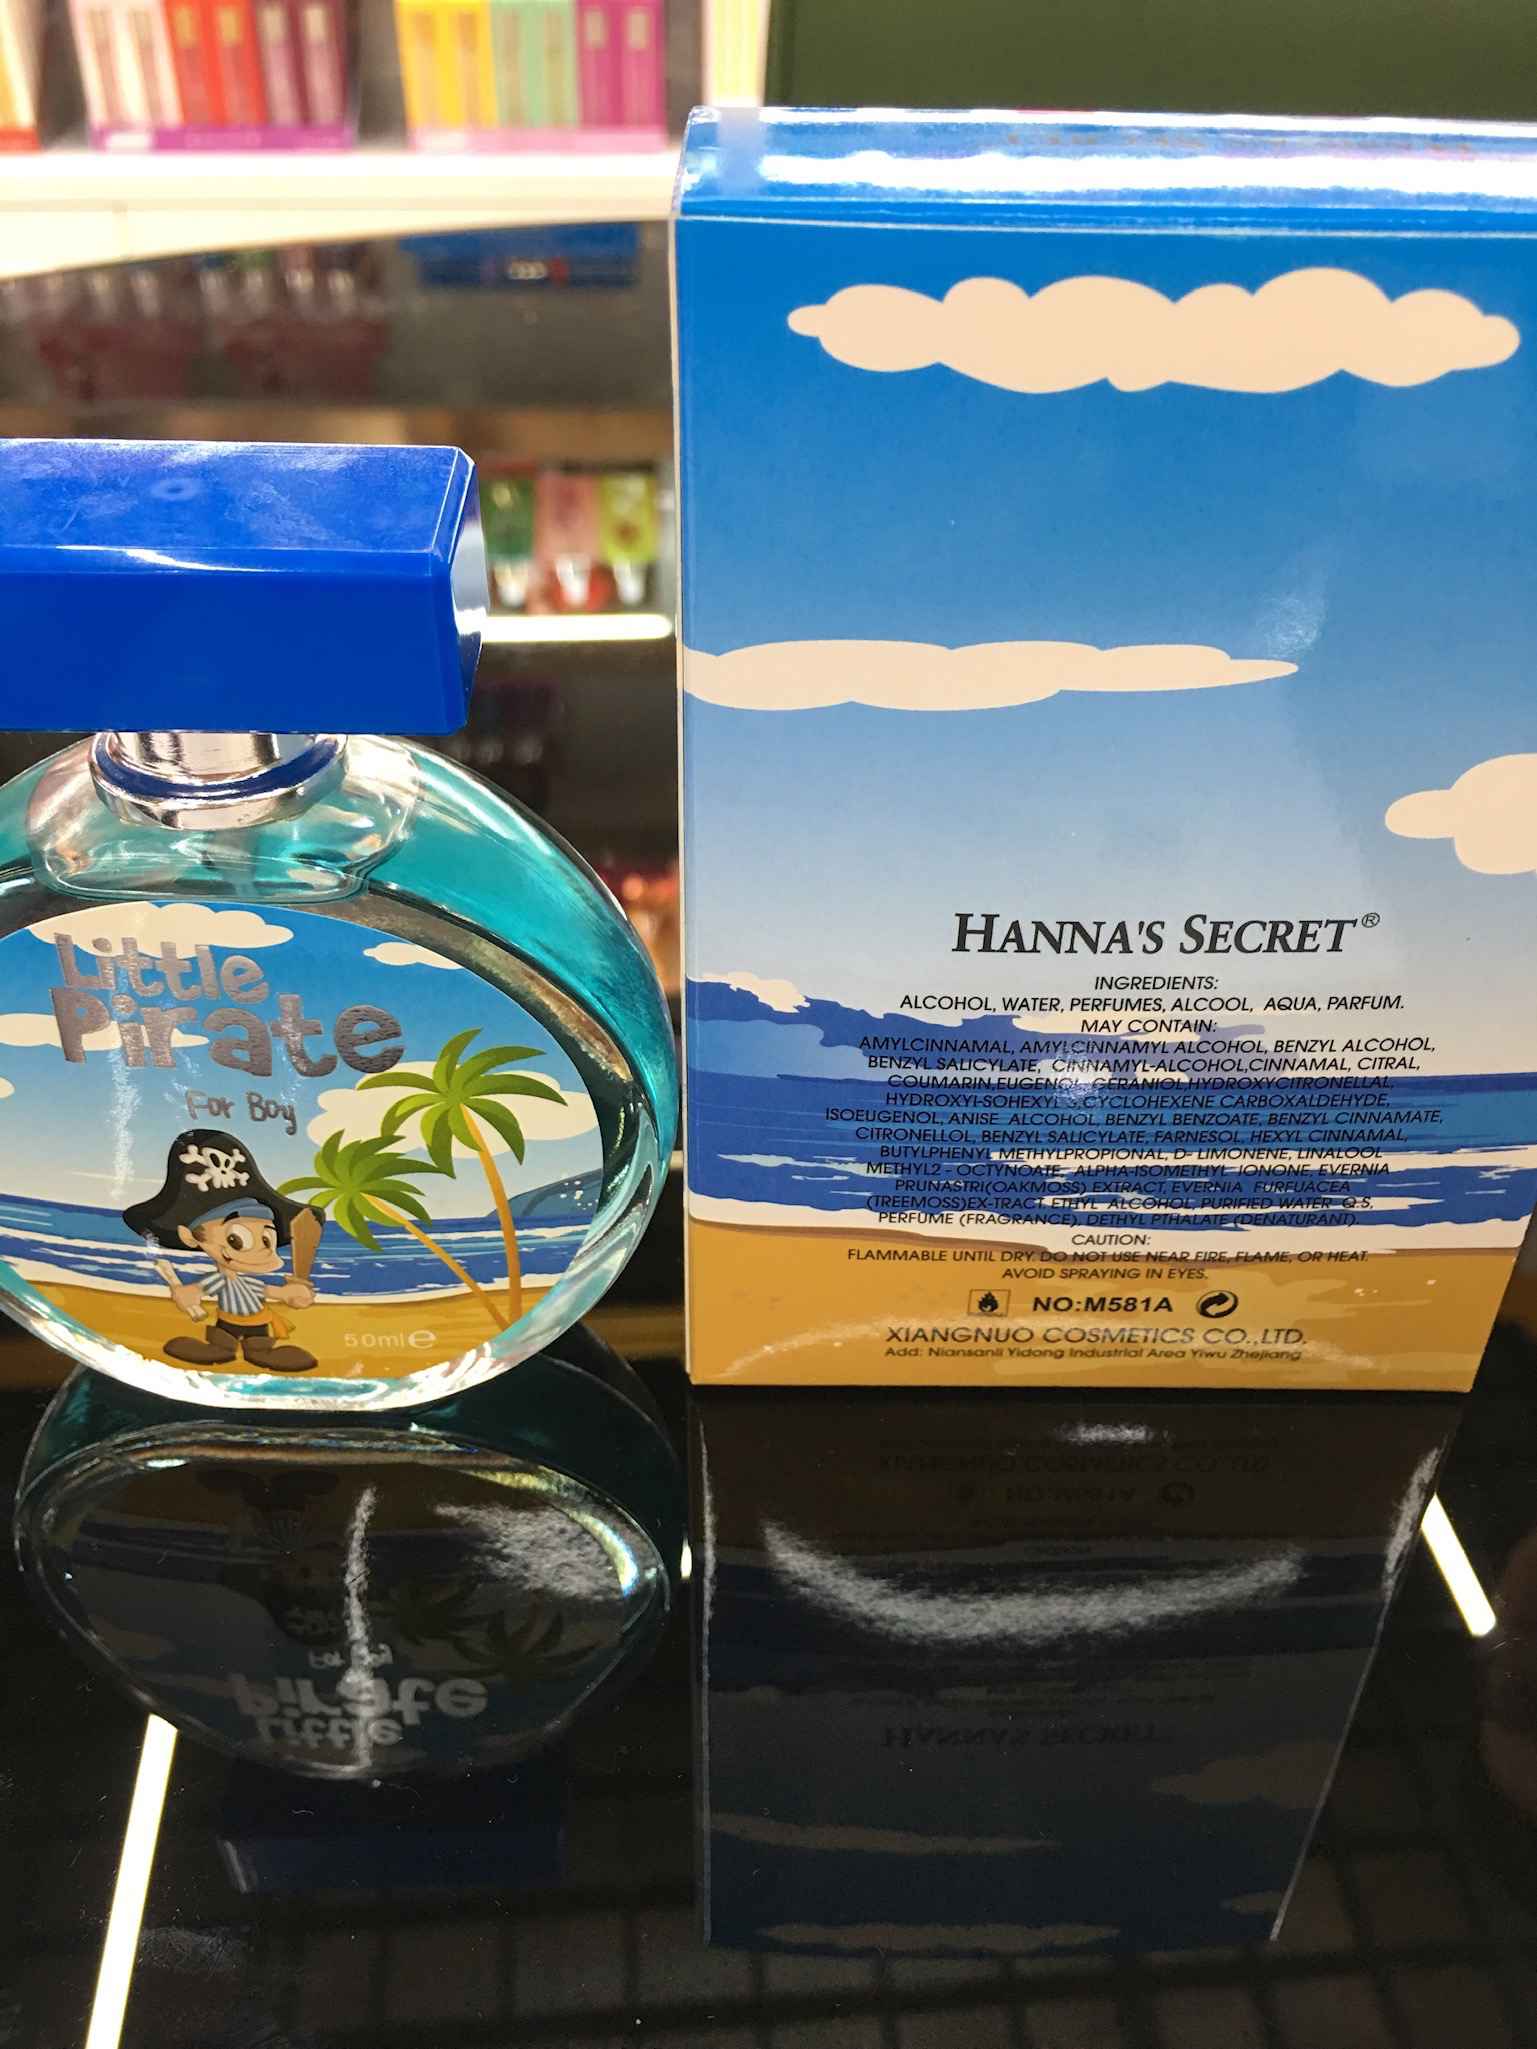 Little
Pirate
For Boy
50ml e
HANNA'S SECRET®
INGREDIENTS:
ALCOHOL, WATER, PERFUMES, ALCOOL, AQUA, PARFUM.
MAY CONTAIN:
AMYLCINNAMAL, AMYLCINNAMYL ALCOHOL, BENZYL ALCOHOL,
BENZYL SALICYLATE, CINNAMYL-ALCOHOL,CINNAMAL, CITRAL,
COUMARIN,EUGENOL, GERANIOL,HYDROXYCITRONELLAL,
HYDROXYI-SOHEXYL 3,CYCLOHEXENE CARBOXALDEHYDE,
ISOEUGENOL, ANISE ALCOHOL, BENZYL BENZOATE, BENZYL CINNAMATE,
CITRONELLOL, BENZYL SALICYLATE, FARNESOL, HEXYL CINNAMAL,
BUTYLPHENYL METHYLPROPIONAL, D- LIMONENE, LINALOOL
METHYL2 - OCTYNOATE, ALPHA-ISOMETHYL IONONE, EVERNIA
PRUNASTRI(OAKMOSS) EXTRACT, EVERNIA FURFUACEA
(TREEMOSS)EX-TRACT, ETHYL ALCOHOL, PURIFIED WATER Q.S,
PERFUME (FRAGRANCE), DETHYL PTHALATE (DENATURANT).
CAUTION:
FLAMMABLE UNTIL DRY. DO NOT USE NEAR FIRE, FLAME, OR HEAT.
AVOID SPRAYING IN EYES.
NO:M581A
XIANGNUO COSMETICS CO.,LTD.
Add: Niansanli Yidong Industrial Area Yiwu Zhejiang